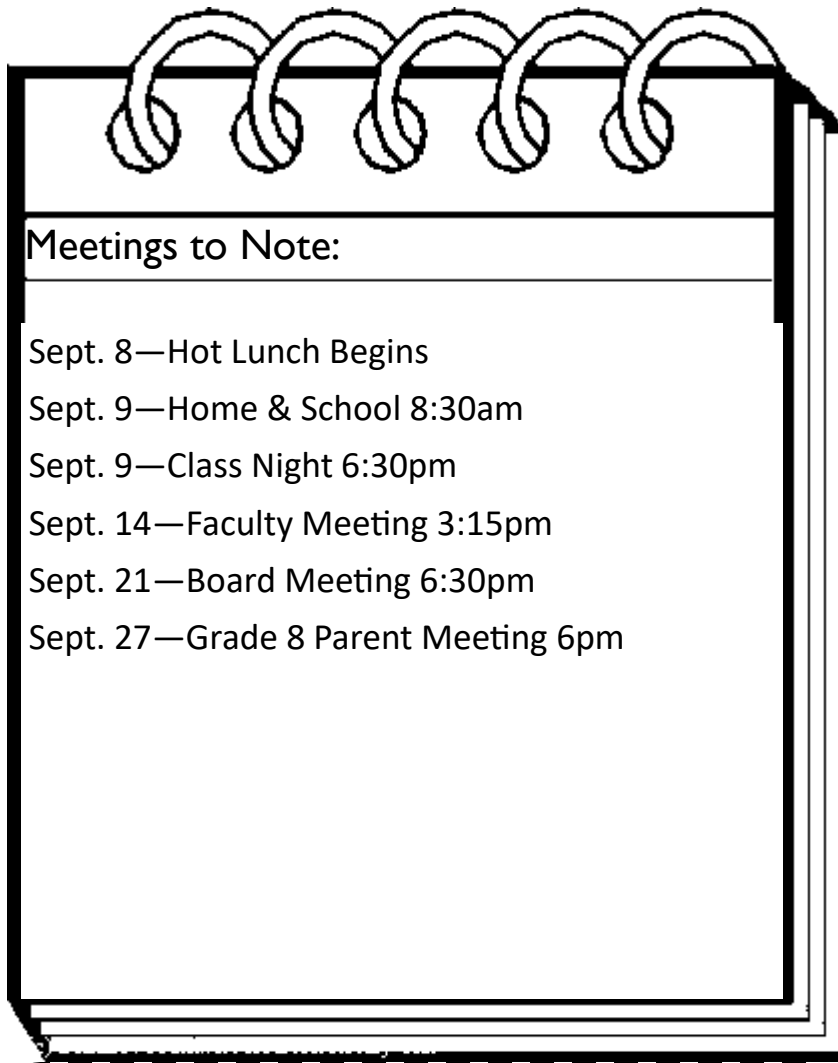 Meetings to Note:
Sept. 8—Hot Lunch Begins
Sept. 9—Home & School 8:30am
Sept. 9—Class Night 6:30pm
Sept. 14—Faculty Meeting 3:15pm
Sept. 21—Board Meeting 6:30pm
Sept. 27—Grade 8 Parent Meeting 6pm